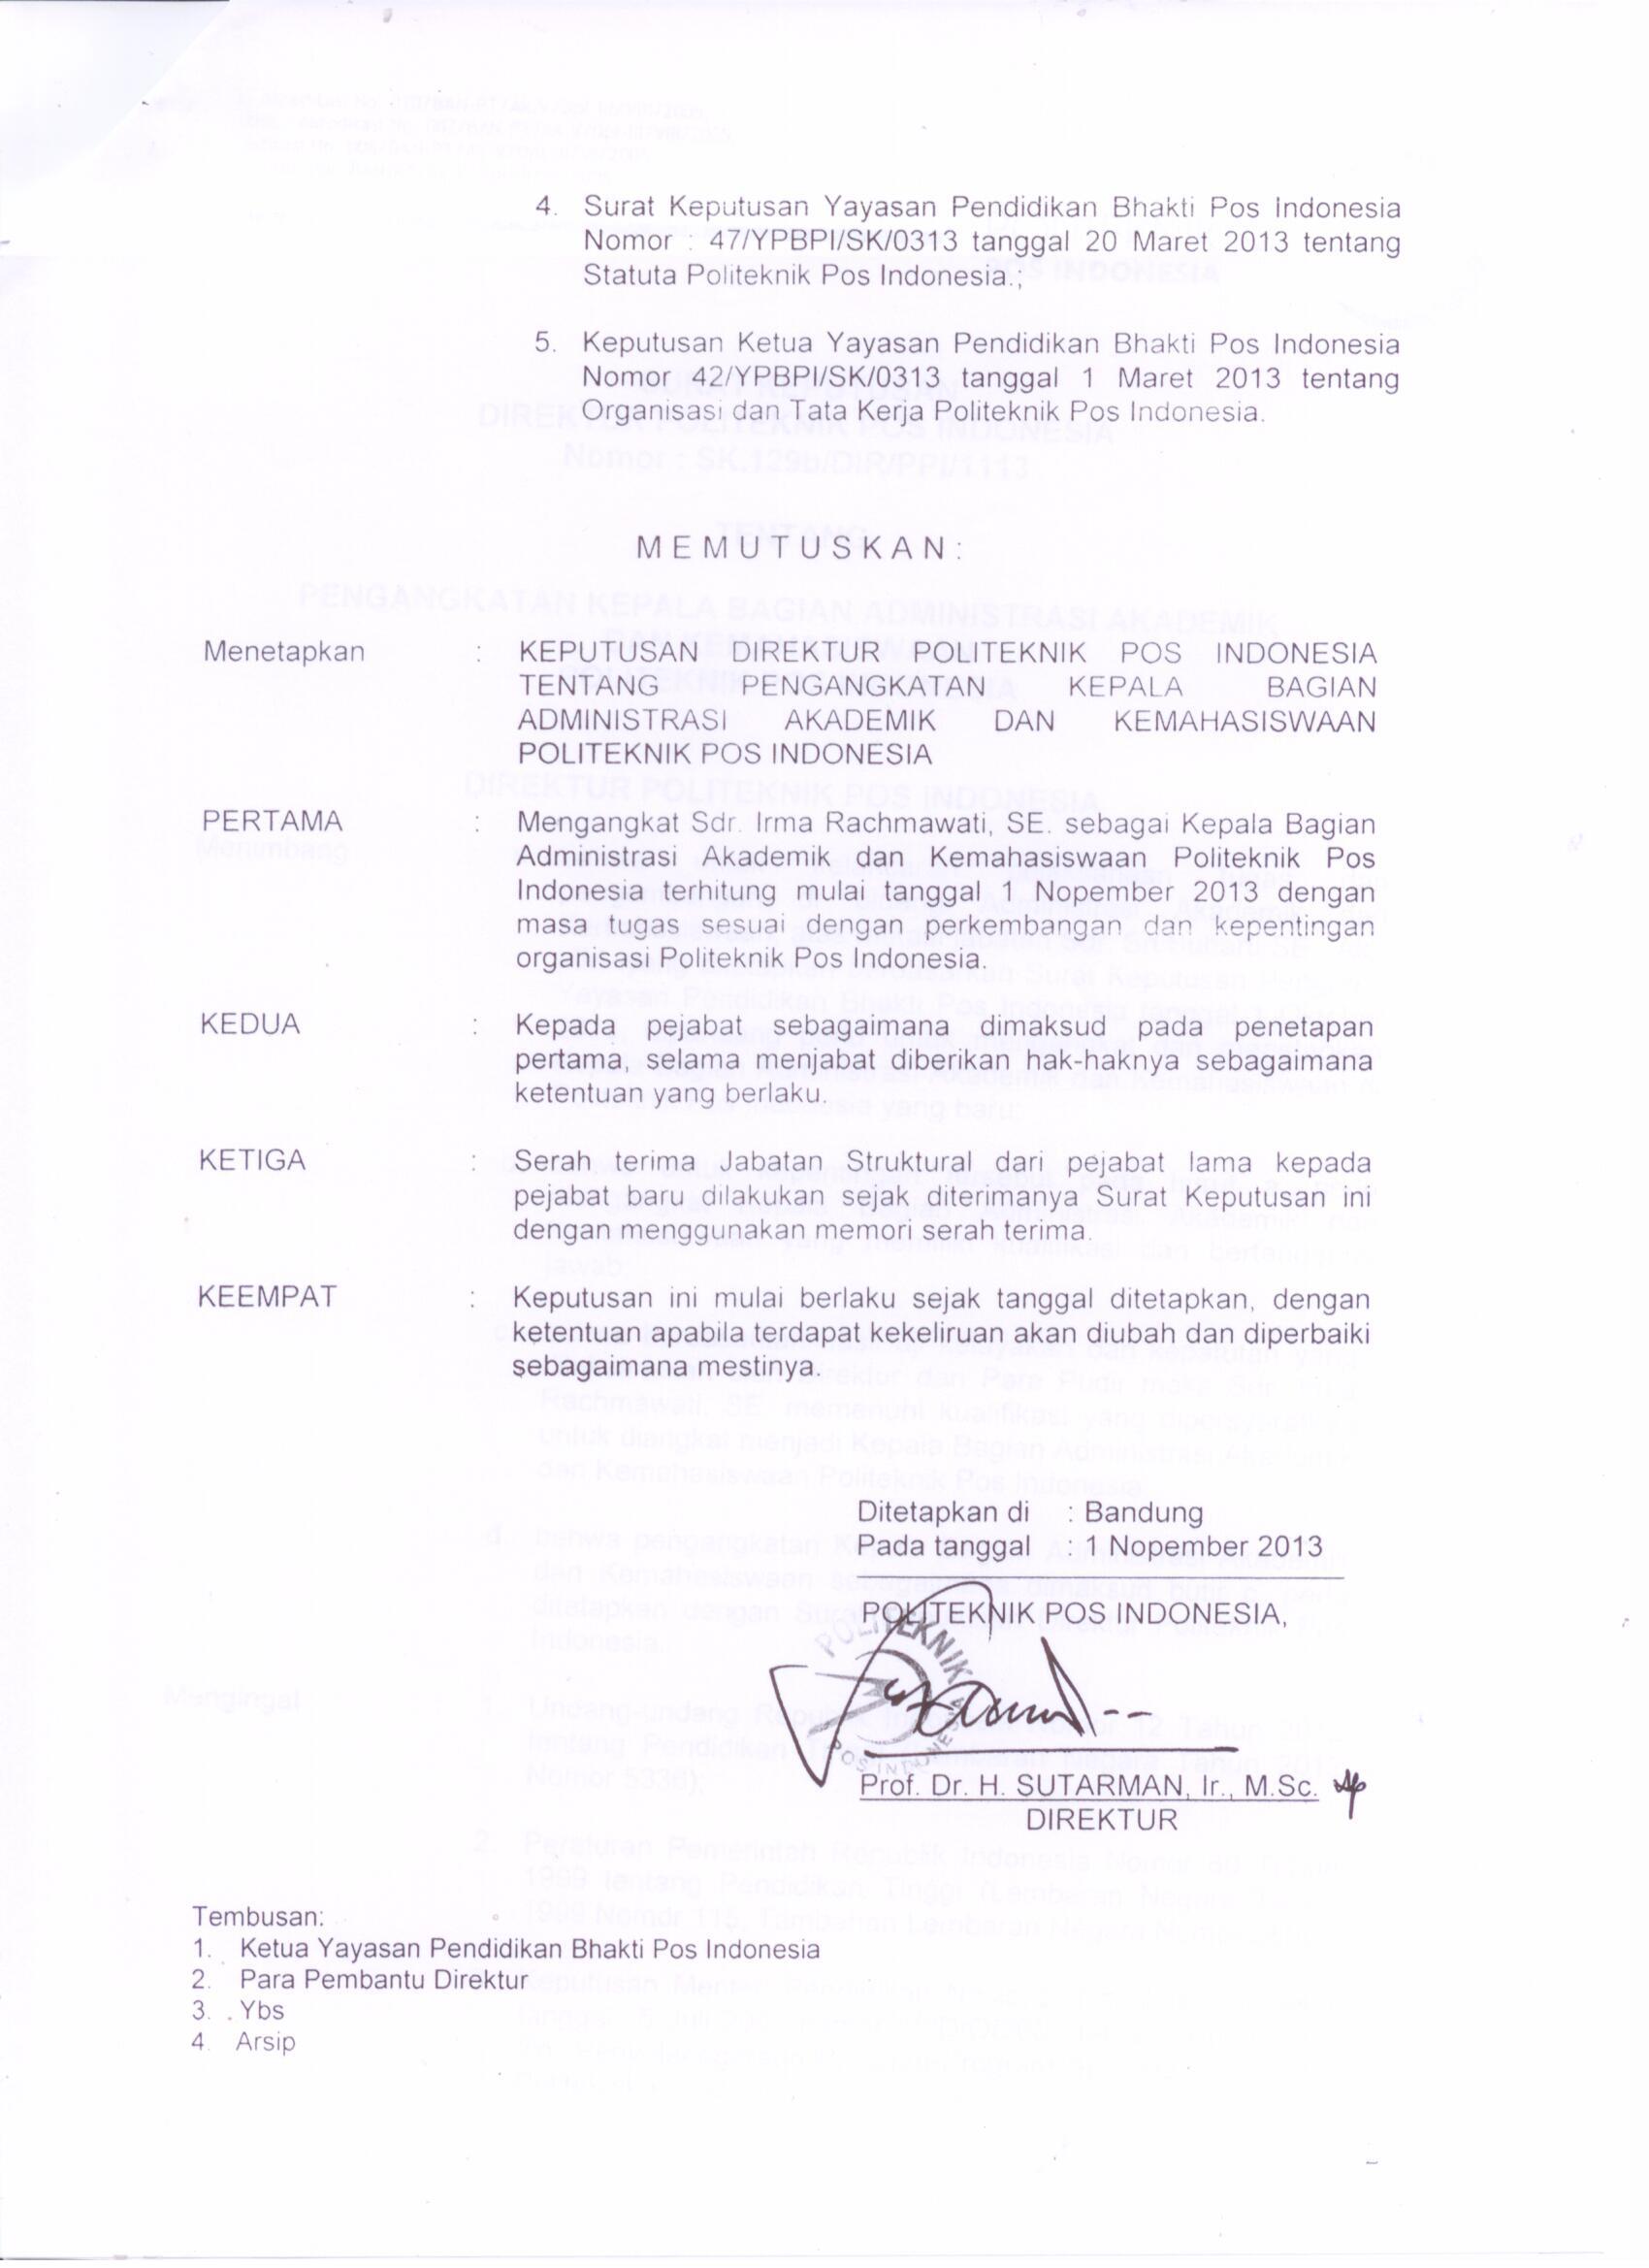 4. Surat Keputusan Yayasan Pendidikan Bhakti Pos Indonesia
Nomor : 47/YPBPI/SK/0313 tanggal 20 Maret 2013 tentang
Statuta Politeknik Pos Indonesia.;
5. Keputusan Ketua Yayasan Pendidikan Bhakti Pos Indonesia
Nomor 42/YPBPI/SK/0313 tanggal 1 Maret 2013 tentang
Organisasi dan Tata Kerja Politeknik Pos Indonesia.
M E M U T U S K A N :
Menetapkan : KEPUTUSAN DIREKTUR POLITEKNIK POS INDONESIA
TENTANG PENGANGKATAN KEPALA BAGIAN
ADMINISTRASI AKADEMIK DAN KEMAHASISWAAN
POLITEKNIK POS INDONESIA
PERTAMA : Mengangkat Sdr. Irma Rachmawati, SE. sebagai Kepala Bagian
Administrasi Akademik dan Kemahasiswaan Politeknik Pos
Indonesia terhitung mulai tanggal 1 Nopember 2013 dengan
masa tugas sesuai dengan perkembangan dan kepentingan
organisasi Politeknik Pos Indonesia.
KEDUA : Kepada pejabat sebagaimana dimaksud pada penetapan
pertama, selama menjabat diberikan hak-haknya sebagaimana
ketentuan yang berlaku.
KETIGA : Serah terima Jabatan Struktural dari pejabat lama kepada
pejabat baru dilakukan sejak diterimanya Surat Keputusan ini
dengan menggunakan memori serah terima.
KEEMPAT : Keputusan ini mulai berlaku sejak tanggal ditetapkan, dengan
ketentuan apabila terdapat kekeliruan akan diubah dan diperbaiki
sebagaimana mestinya.
Ditetapkan di : Bandung
Pada tanggal : 1 Nopember 2013
POLITEKNIK POS INDONESIA,
POLITEKNIK
POS INDONESIA
Prof. Dr. H. SUTARMAN, Ir., M.Sc.
DIREKTUR
Tembusan:
1. Ketua Yayasan Pendidikan Bhakti Pos Indonesia
2. Para Pembantu Direktur
3. Ybs
4. Arsip